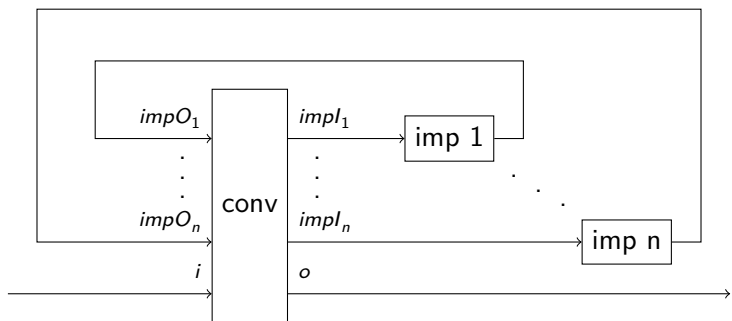 impO₁ impI₁
imp 1
conv
impOₙ impIₙ
imp n
i o